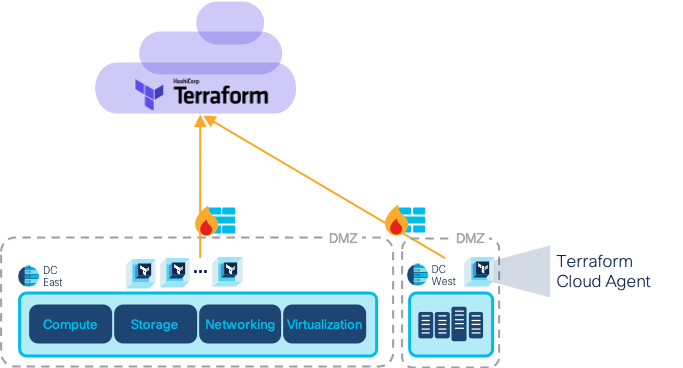 HashiCorp
Terraform
DMZ
DMZ
DC
East
...
DC
West
Terraform
Cloud Agent
Compute
Storage
Networking
Virtualization